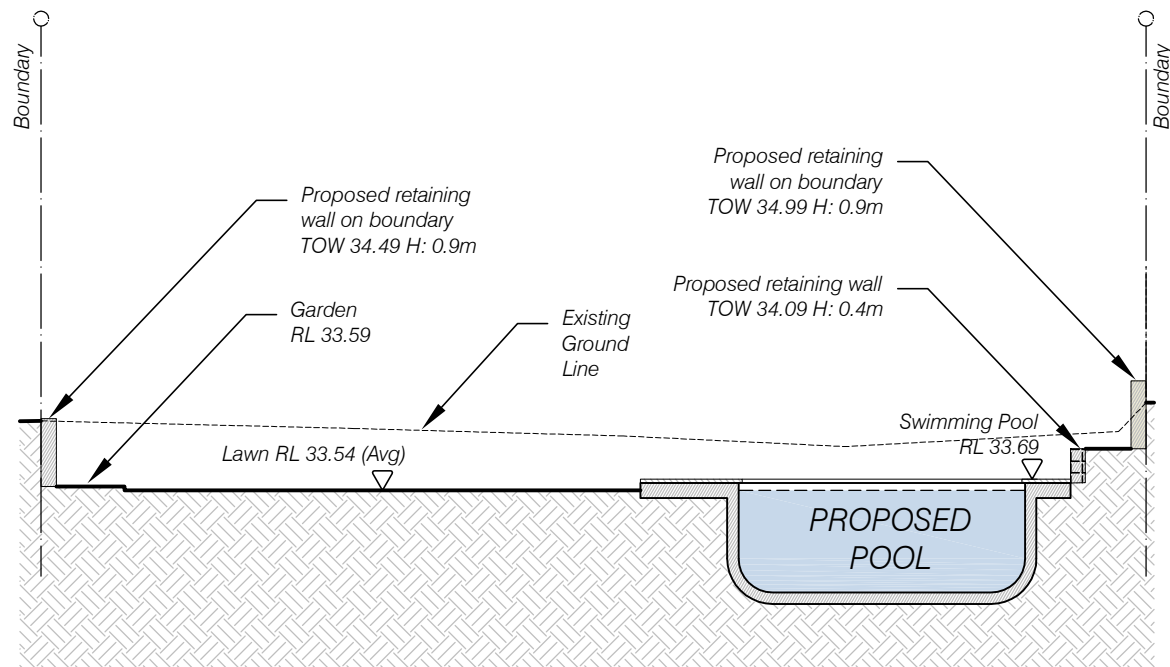 Boundary
Boundary
Proposed retaining
wall on boundary
TOW 34.99 H: 0.9m
Proposed retaining
wall on boundary
TOW 34.49 H: 0.9m
Proposed retaining wall
TOW 34.09 H: 0.4m
Garden
RL 33.59
Existing
Ground
Line
Swimming Pool
RL 33.69
Lawn RL 33.54 (Avg)
PROPOSED
POOL